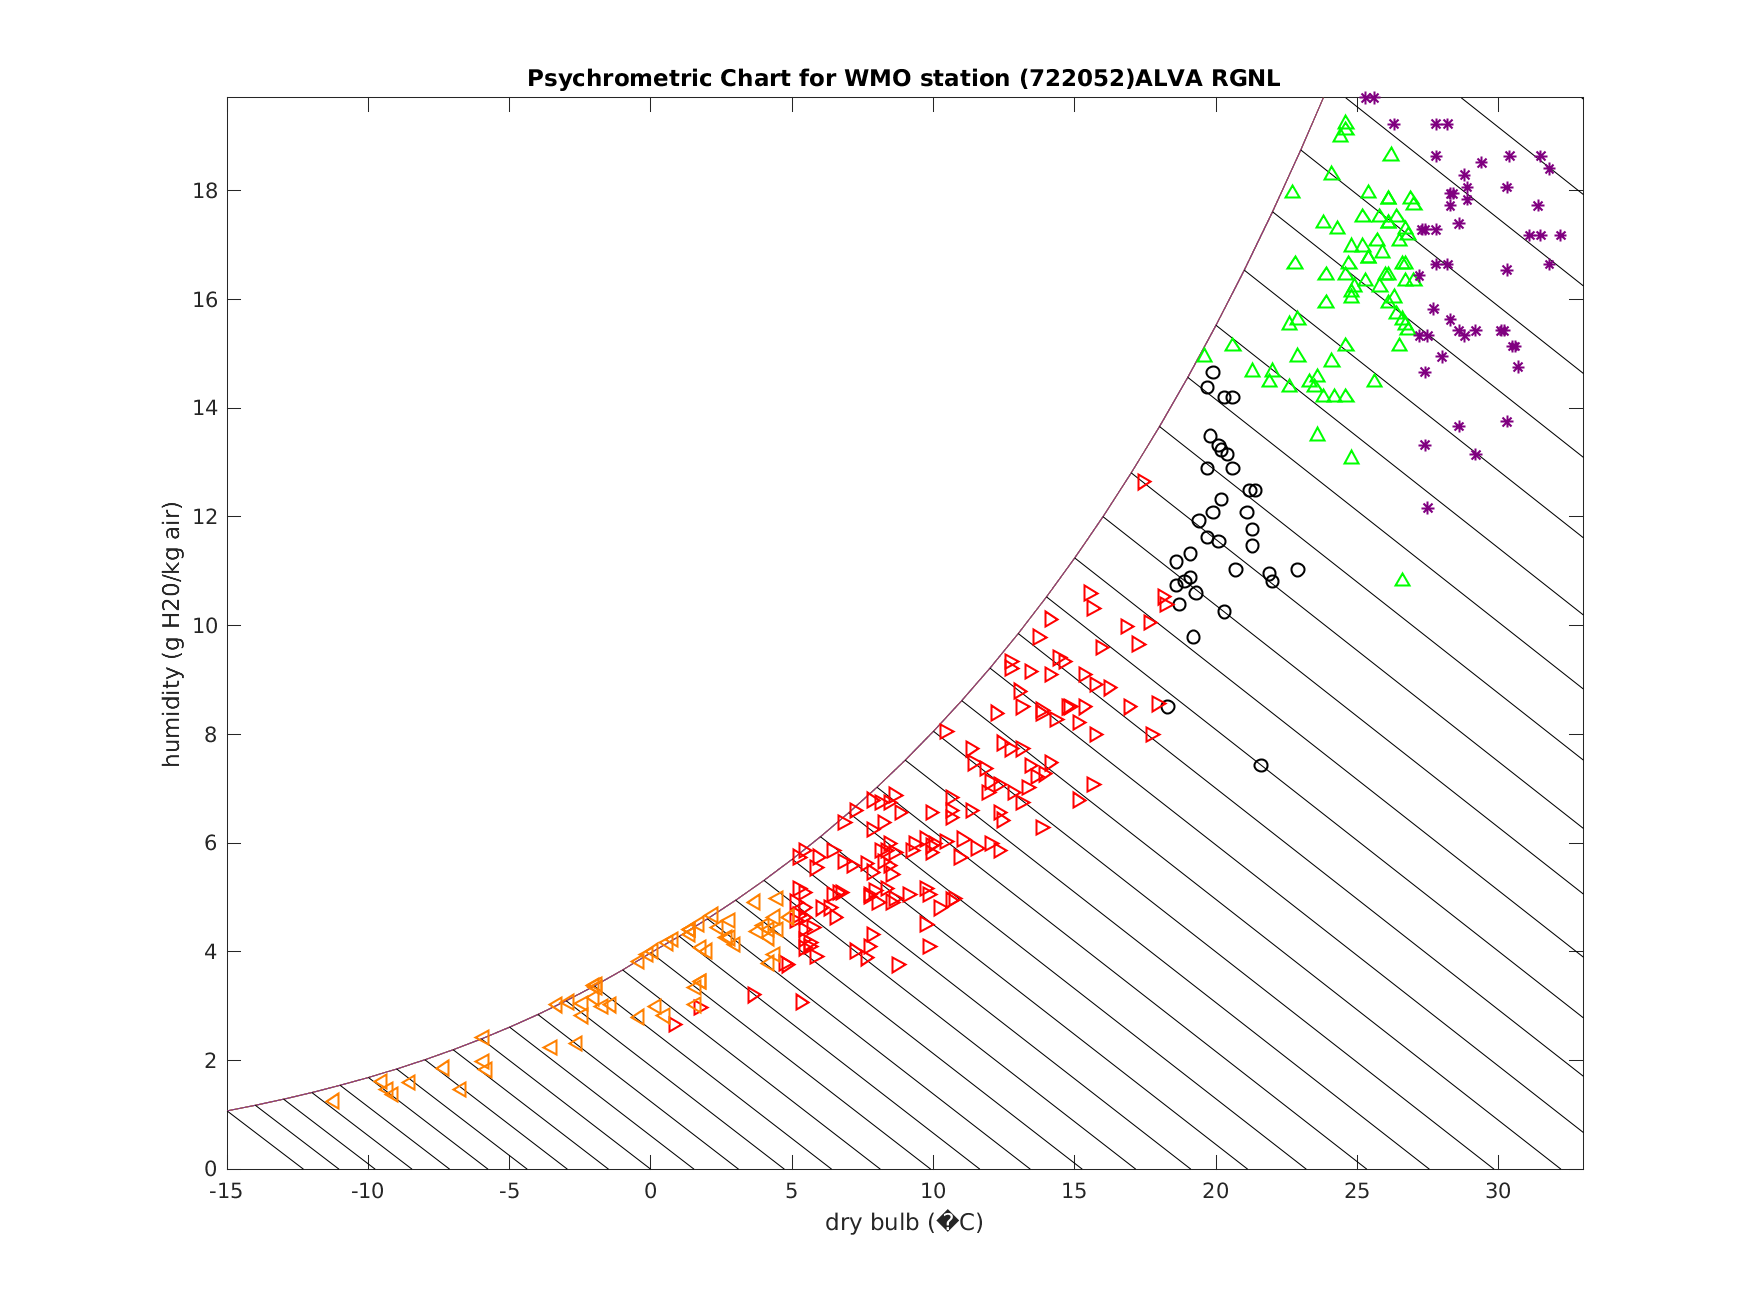 Psychrometric Chart for WMO station (722052)ALVA RGNL
humidity (g H20/kg air)
18
16
14
12
10
8
6
4
2
0
-15 -10 -5 0 5 10 15 20 25 30
dry bulb (�C)